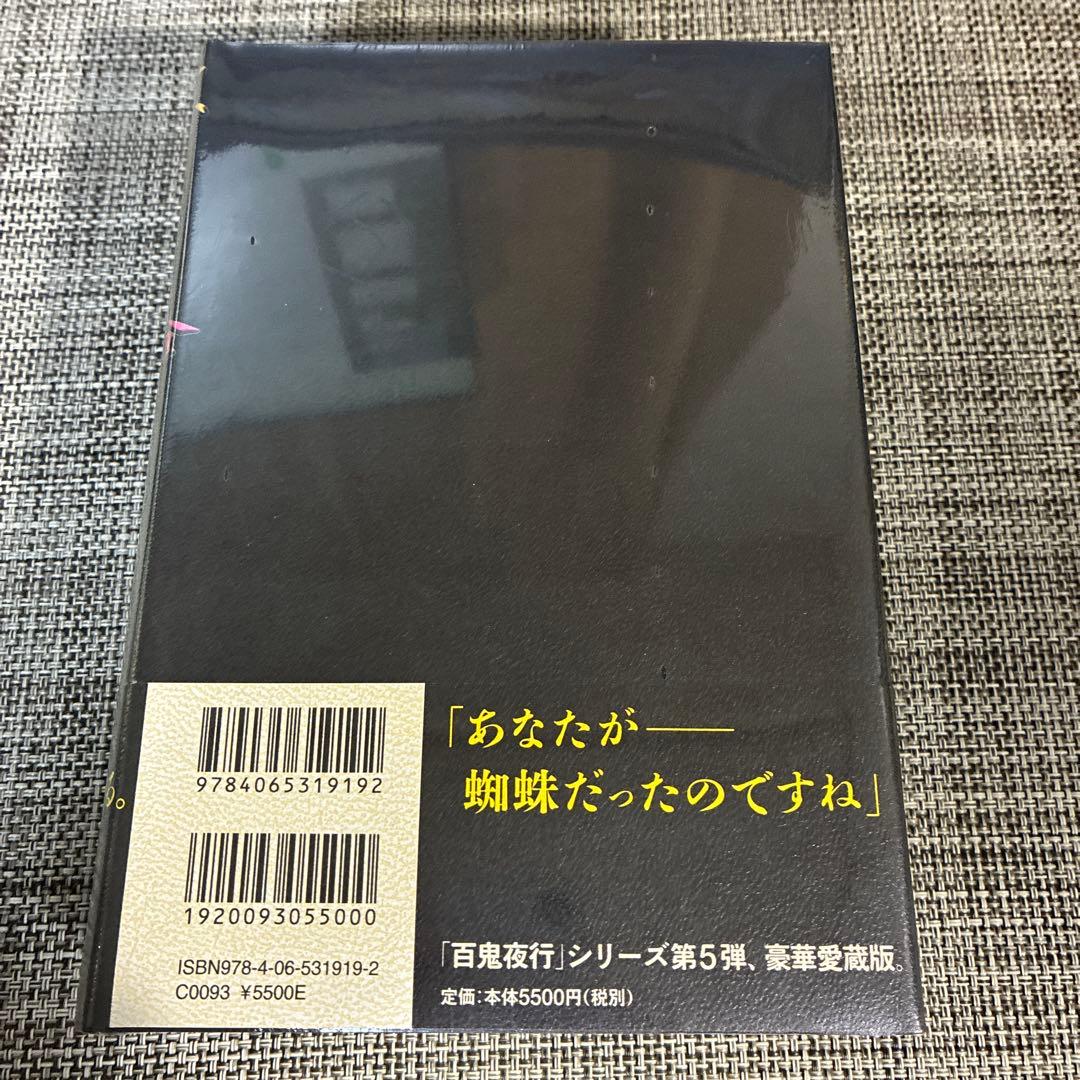 9784065319192
1920093055000
ISBN978-4-06-531919-2
C0093 ¥5500E
「あなたが――
蜘蛛だったのですね」
「百鬼夜行」シリーズ第5弾、豪華愛蔵版。
定価：本体5500円（税別）
る。